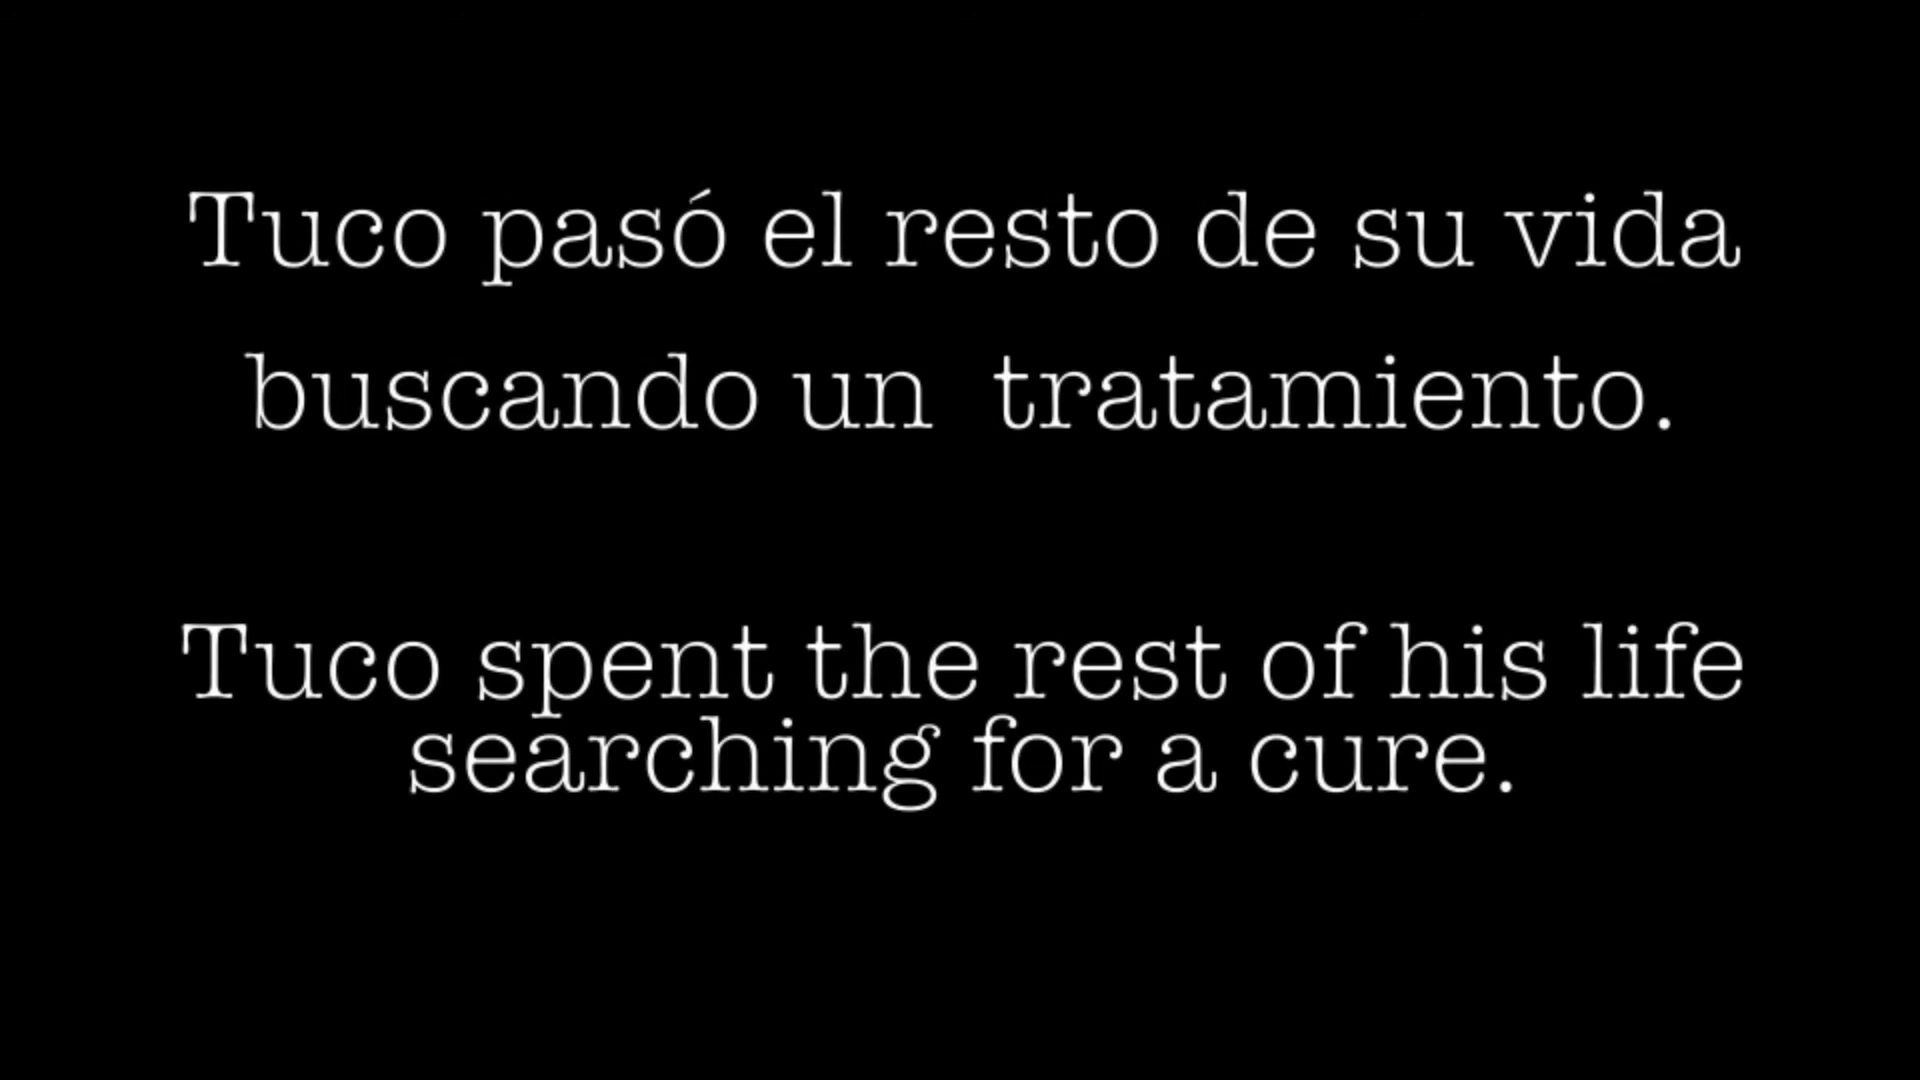 Tuco pasó el resto de su vida
buscando un  tratamiento.
Tuco spent the rest of his life
searching for a cure.